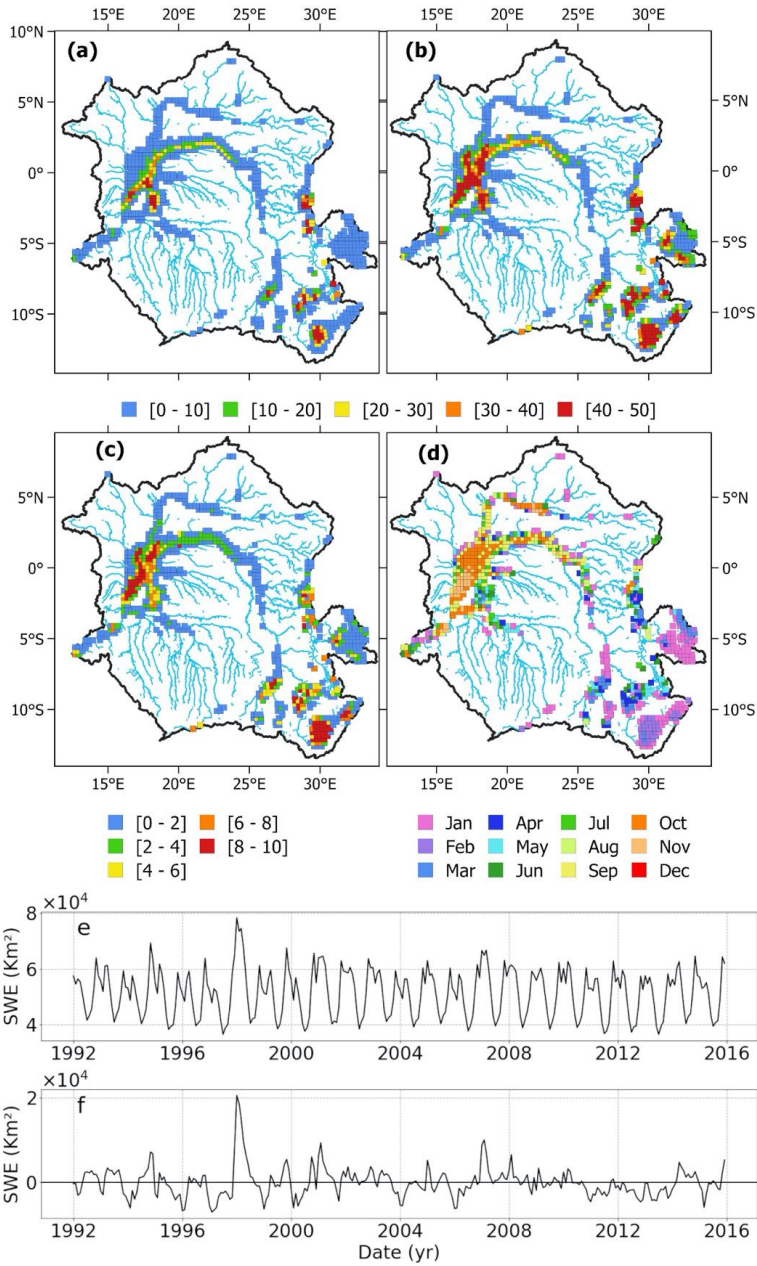 15°E 20°E 25°E 30°E 15°E 20°E 25°E 30°E
10°N
(a) (b)
5°N 5°N
0° 0°
5°S 5°S
10°S 10°S
[0 - 10] [10 - 20] [20 - 30] [30 - 40] [40 - 50]
(c) (d)
5°N 5°N
0° 0°
5°S 5°S
10°S 10°S
15°E 20°E 25°E 30°E 15°E 20°E 25°E 30°E
[0 - 2] [6 - 8] Jan Apr Jul Oct
[2 - 4] [8 - 10] Feb May Aug Nov
[4 - 6] Mar Jun Sep Dec
×10⁴
8
e
SWE (Km²)
6
4
1992 1996 2000 2004 2008 2012 2016
×10⁴
2
f
SWE (Km²)
0
1992 1996 2000 2004 2008 2012 2016
Date (yr)